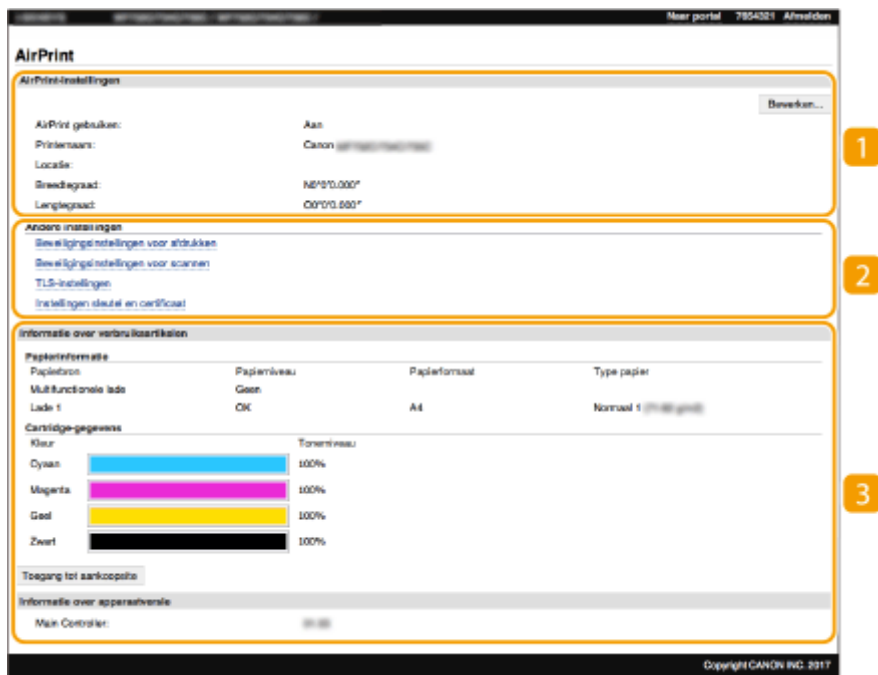 Naar portal 7654321 Afmelden
AirPrint
AirPrint-instellingen
Bewerken...
AirPrint gebruiken: Aan
Printernaam: Canon
Locatie:
Breedtegraad: N0°0'0.000"
Lengtegraad: O0°0'0.000"
1
Andere instellingen
Beveiligingsinstellingen voor afdrukken
Beveiligingsinstellingen voor scannen
TLS-instellingen
Instellingen sleutel en certificaat
2
Informatie over verbruiksartikelen
Papierinformatie
Papierbron Papierniveau Papierformaat Type papier
Multifunctionele lade Geen
Lade 1 OK A4 Normaal 1
Cartridge-gegevens
Kleur Tonerniveau
Cyaan 100%
Magenta 100%
Geel 100%
Zwart 100%
3
Toegang tot aankoopsite
Informatie over apparaatversie
Main Controller:
Copyright CANON INC. 2017